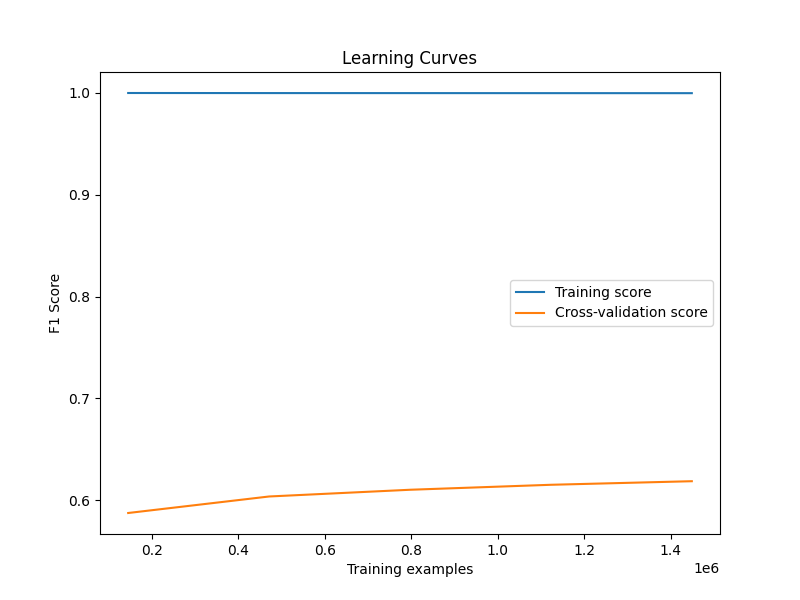 Learning Curves
1.0
0.9
0.8
0.7
0.6
F1 Score
Training score
Cross-validation score
0.2 0.4 0.6 0.8 1.0 1.2 1.4
1e6
Training examples